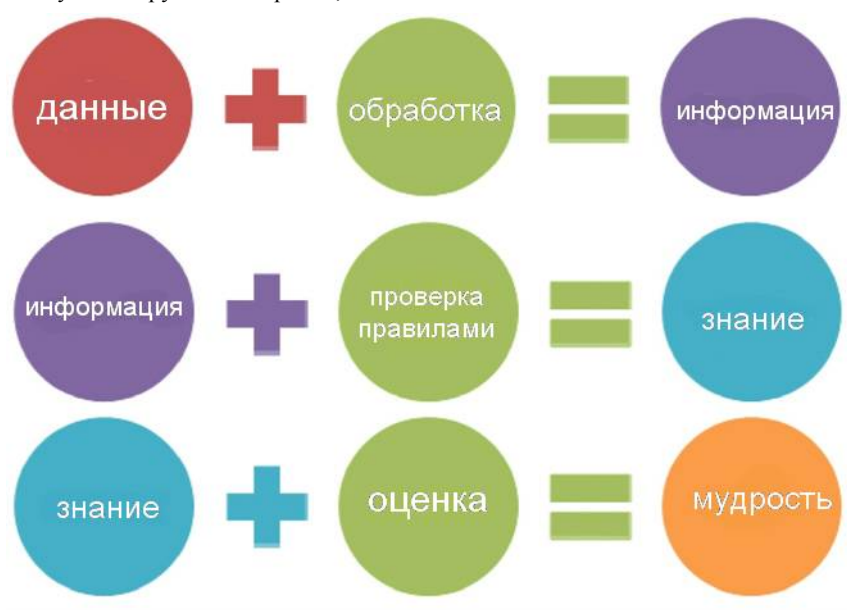 данные
обработка
информация
информация
проверка
правилами
знание
знание
оценка
мудрость